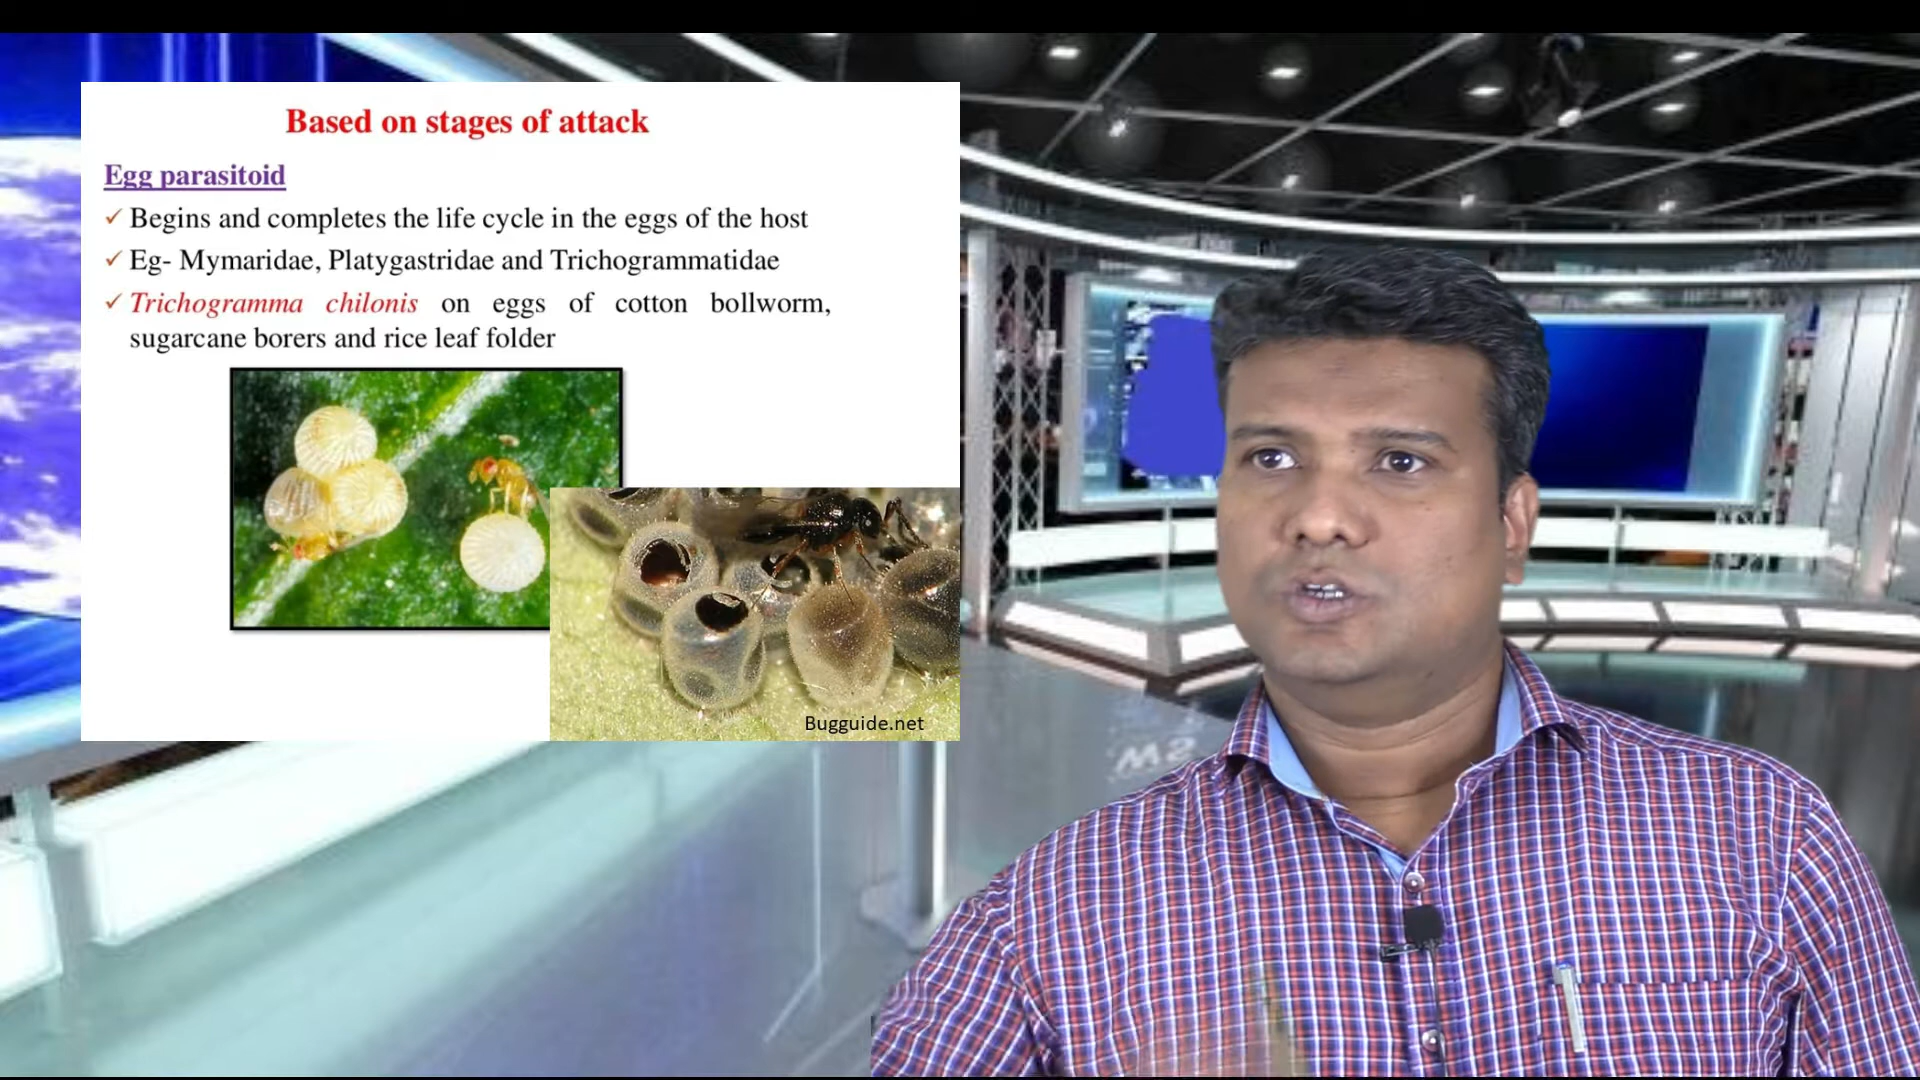 Based on stages of attack
Egg parasitoid
✓ Begins and completes the life cycle in the eggs of the host
✓ Eg- Mymaridae, Platygastridae and Trichogrammatidae
✓ Trichogramma chilonis on eggs of cotton bollworm,
sugarcane borers and rice leaf folder
Bugguide.net
M2